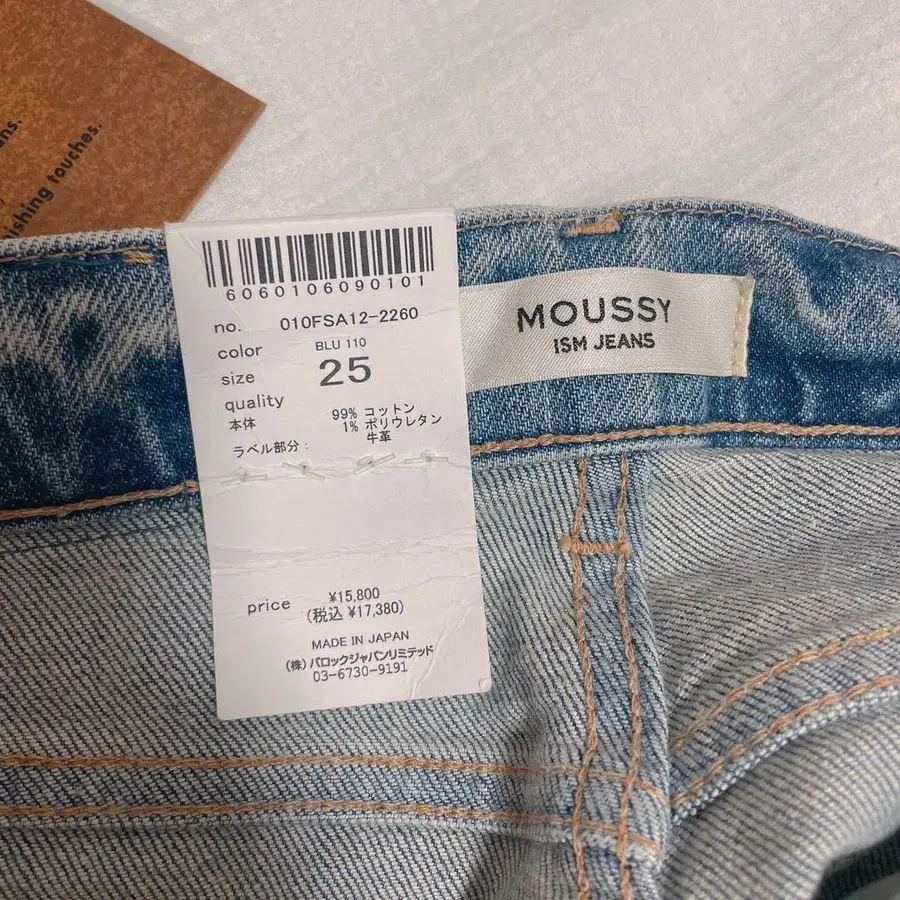 ans.
ishing touches.
6060106090101
no. 010FSA12-2260
color BLU 110
size 25
quality
本体 99% コットン
1% ポリウレタン
ラベル部分: 牛革
price ¥15,800
(税込 ¥17,380)
MADE IN JAPAN
(株) バロックジャパンリミテッド
03-6730-9191
MOUSSY
ISM JEANS